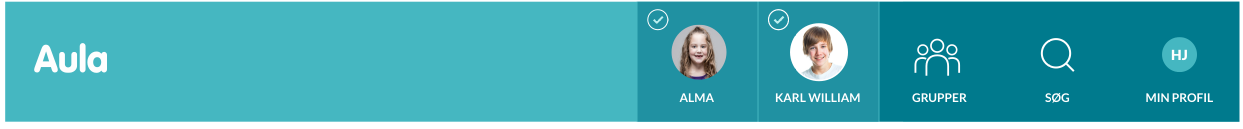 Aula
ALMA
KARL WILLIAM
GRUPPER
SØG
HJ
MIN PROFIL